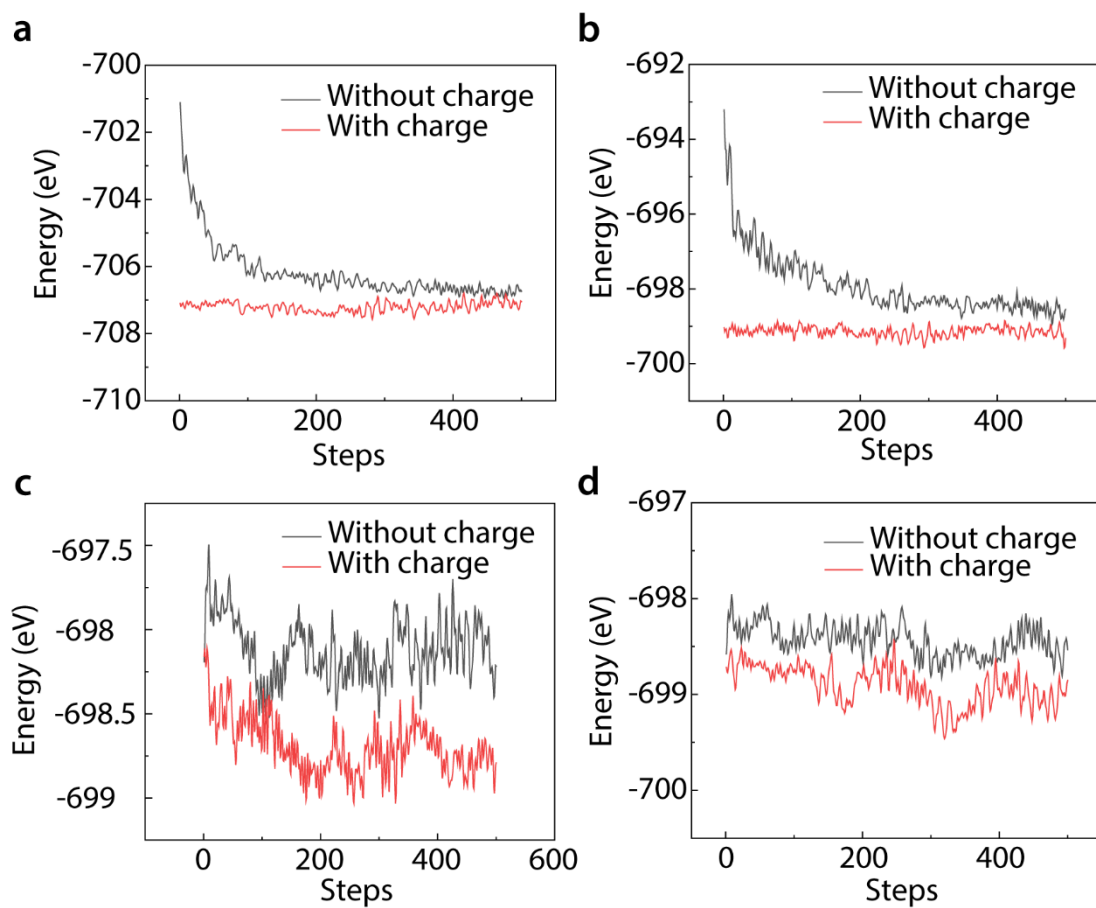 a
-700
-702
-704
-706
-708
-710
Energy (eV)
Without charge
With charge
0
200
400
Steps
b
-692
-694
-696
-698
-700
Energy (eV)
Without charge
With charge
0
200
400
Steps
c
-697.5
-698
-698.5
-699
Energy (eV)
Without charge
With charge
0
200
400
600
Steps
d
-697
-698
-699
-700
Energy (eV)
Without charge
With charge
0
200
400
Steps